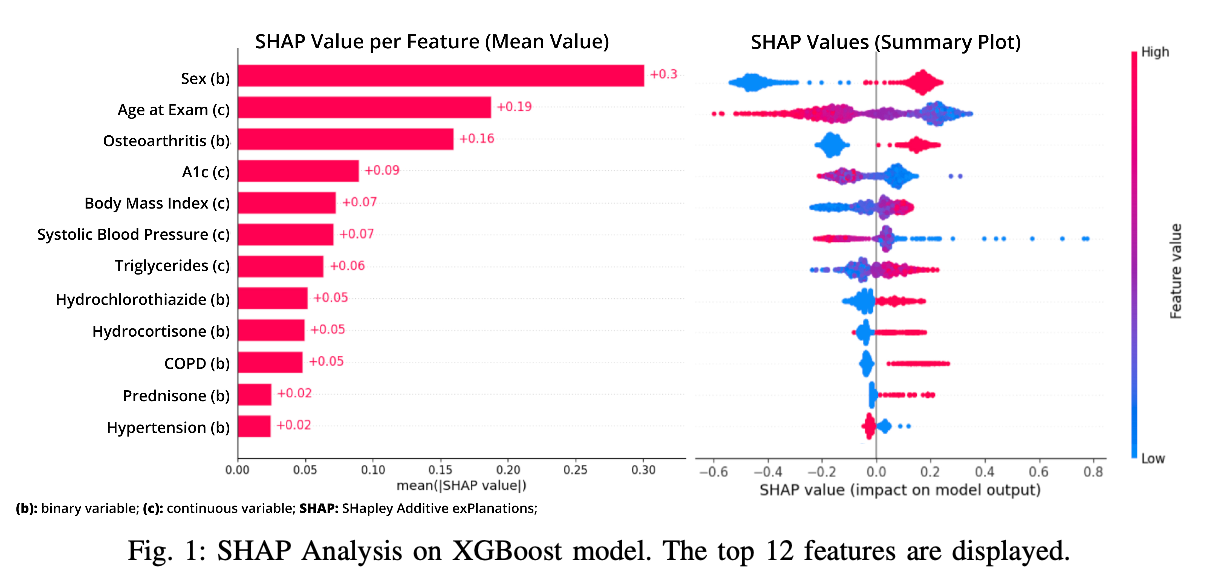 SHAP Value per Feature (Mean Value)
Sex (b)
+0.3
Age at Exam (c)
+0.19
Osteoarthritis (b)
+0.16
A1c (c)
+0.09
Body Mass Index (c)
+0.07
Systolic Blood Pressure (c)
+0.07
Triglycerides (c)
+0.06
Hydrochlorothiazide (b)
+0.05
Hydrocortisone (b)
+0.05
COPD (b)
+0.05
Prednisone (b)
+0.02
Hypertension (b)
+0.02
0.00 0.05 0.10 0.15 0.20 0.25 0.30
mean(|SHAP value|)
SHAP Values (Summary Plot)
−0.6 −0.4 −0.2 0.0 0.2 0.4 0.6 0.8
SHAP value (impact on model output)
High
Feature value
Low
(b): binary variable; (c): continuous variable; SHAP: SHapley Additive exPlanations;
Fig. 1: SHAP Analysis on XGBoost model. The top 12 features are displayed.